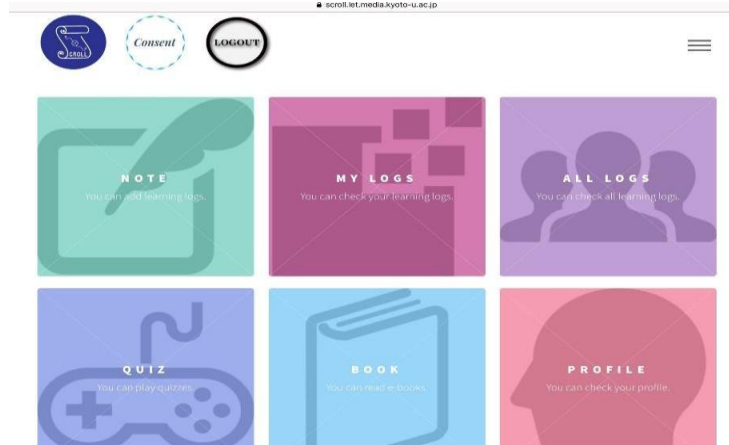 scroll.let.media.kyoto-u.ac.jp
SCROLL
Consent
LOGOUT
NOTE
You can add learning logs.
MY LOGS
You can check your learning logs.
ALL LOGS
You can check all learning logs.
QUIZ
You can play quizzes.
BOOK
You can read e-books.
PROFILE
You can check your profile.